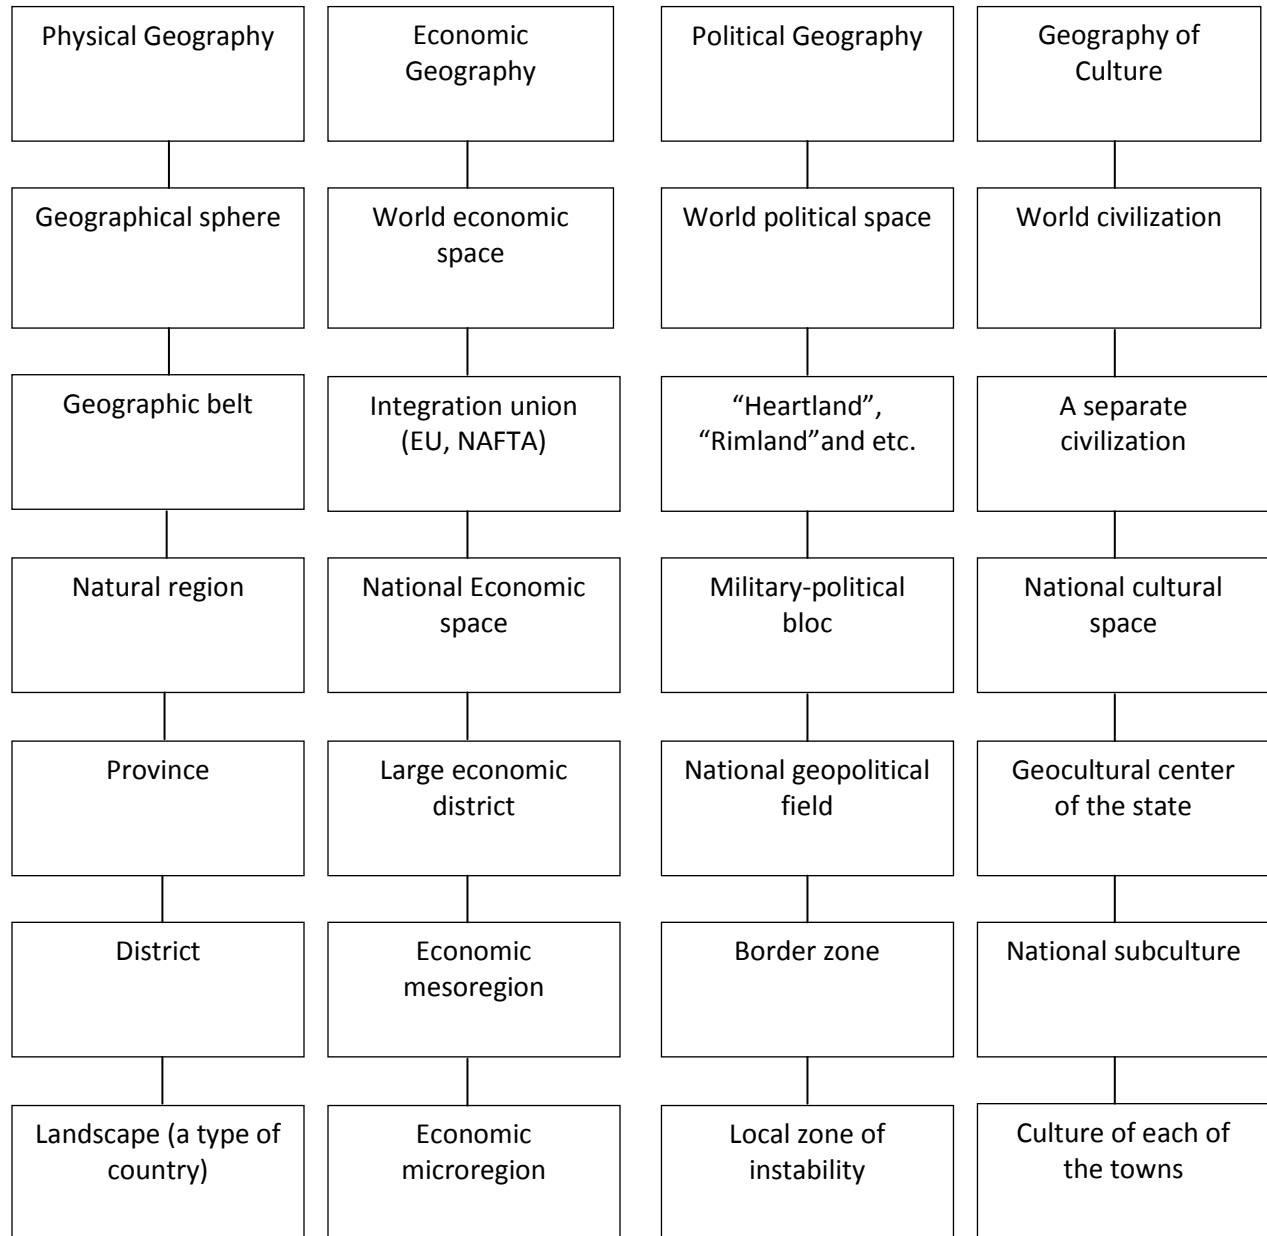 Physical Geography
Economic
Geography
Political Geography
Geography of
Culture
Geographical sphere
World economic
space
World political space
World civilization
Geographic belt
Integration union
(EU, NAFTA)
“Heartland”,
“Rimland”and etc.
A separate
civilization
Natural region
National Economic
space
Military-political
bloc
National cultural
space
Province
Large economic
district
National geopolitical
field
Geocultural center
of the state
District
Economic
mesoregion
Border zone
National subculture
Landscape (a type of
country)
Economic
microregion
Local zone of
instability
Culture of each of
the towns